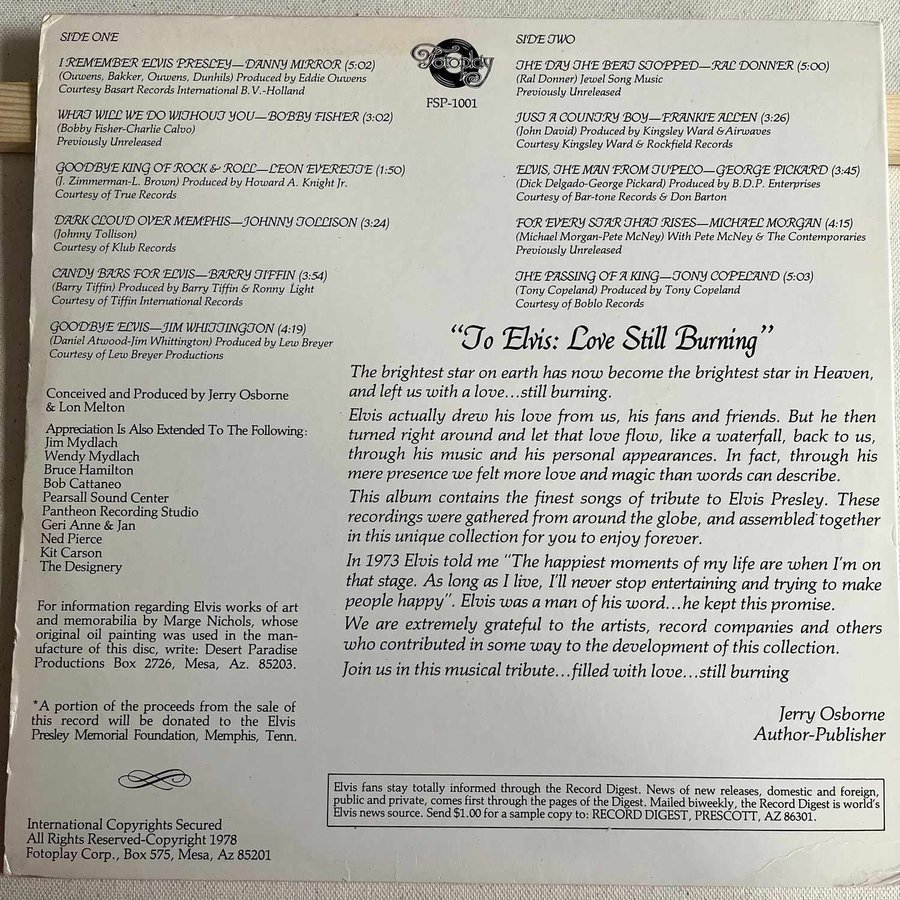 SIDE ONE
I REMEMBER ELVIS PRESLEY—DANNY MIRROR (5:02)
(Ouwens, Bakker, Ouwens, Dunhils) Produced by Eddie Ouwens
Courtesy Basart Records International B.V.-Holland
WHAT WILL WE DO WITHOUT YOU—BOBBY FISHER (3:02)
(Bobby Fisher-Charlie Calvo)
Previously Unreleased
GOODBYE KING OF ROCK & ROLL—LEON EVERETTE (1:50)
(J. Zimmerman-L. Brown) Produced by Howard A. Knight Jr.
Courtesy of True Records
DARK CLOUD OVER MEMPHIS—JOHNNY TOLLISON (3:24)
(Johnny Tollison)
Courtesy of Klub Records
CANDY BARS FOR ELVIS—BARRY TIFFIN (3:54)
(Barry Tiffin) Produced by Barry Tiffin & Ronny Light
Courtesy of Tiffin International Records
GOODBYE ELVIS—JIM WHITTINGTON (4:19)
(Daniel Atwood-Jim Whittington) Produced by Lew Breyer
Courtesy of Lew Breyer Productions
Conceived and Produced by Jerry Osborne
& Lon Melton
Appreciation Is Also Extended To The Following:
Jim Mydlach
Wendy Mydlach
Bruce Hamilton
Bob Cattaneo
Pearsall Sound Center
Pantheon Recording Studio
Geri Anne & Jan
Ned Pierce
Kit Carson
The Designery
For information regarding Elvis works of art
and memorabilia by Marge Nichols, whose
original oil painting was used in the man-
ufacture of this disc, write: Desert Paradise
Productions Box 2726, Mesa, Az. 85203.
*A portion of the proceeds from the sale of
this record will be donated to the Elvis
Presley Memorial Foundation, Memphis, Tenn.
International Copyrights Secured
All Rights Reserved-Copyright 1978
Fotoplay Corp., Box 575, Mesa, Az 85201
Fotoplay
FSP-1001
SIDE TWO
THE DAY THE BEAT STOPPED—RAL DONNER (5:00)
(Ral Donner) Jewel Song Music
Previously Unreleased
JUST A COUNTRY BOY—FRANKIE ALLEN (3:26)
(John David) Produced by Kingsley Ward & Airwaves
Courtesy Kingsley Ward & Rockfield Records
ELVIS, THE MAN FROM TUPELO—GEORGE PICKARD (3:45)
(Dick Delgado-George Pickard) Produced by B.D.P. Enterprises
Courtesy of Bar-tone Records & Don Barton
FOR EVERY STAR THAT RISES—MICHAEL MORGAN (4:15)
(Michael Morgan-Pete McNey) With Pete McNey & The Contemporaries
Previously Unreleased
THE PASSING OF A KING—TONY COPELAND (5:03)
(Tony Copeland) Produced by Tony Copeland
Courtesy of Boblo Records
"To Elvis: Love Still Burning"
The brightest star on earth has now become the brightest star in Heaven,
and left us with a love...still burning.
Elvis actually drew his love from us, his fans and friends. But he then
turned right around and let that love flow, like a waterfall, back to us,
through his music and his personal appearances. In fact, through his
mere presence we felt more love and magic than words can describe.
This album contains the finest songs of tribute to Elvis Presley. These
recordings were gathered from around the globe, and assembled together
in this unique collection for you to enjoy forever.
In 1973 Elvis told me "The happiest moments of my life are when I'm on
that stage. As long as I live, I'll never stop entertaining and trying to make
people happy". Elvis was a man of his word...he kept this promise.
We are extremely grateful to the artists, record companies and others
who contributed in some way to the development of this collection.
Join us in this musical tribute...filled with love...still burning
Jerry Osborne
Author-Publisher
Elvis fans stay totally informed through the Record Digest. News of new releases, domestic and foreign,
public and private, comes first through the pages of the Digest. Mailed biweekly, the Record Digest is world's
Elvis news source. Send $1.00 for a sample copy to: RECORD DIGEST, PRESCOTT, AZ 86301.